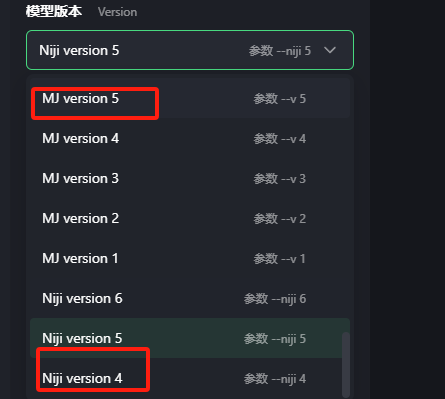 模型版本 Version
Niji version 5 参数 --niji 5
MJ version 5 参数 --v 5
MJ version 4 参数 --v 4
MJ version 3 参数 --v 3
MJ version 2 参数 --v 2
MJ version 1 参数 --v 1
Niji version 6 参数 --niji 6
Niji version 5 参数 --niji 5
Niji version 4 参数 --niji 4